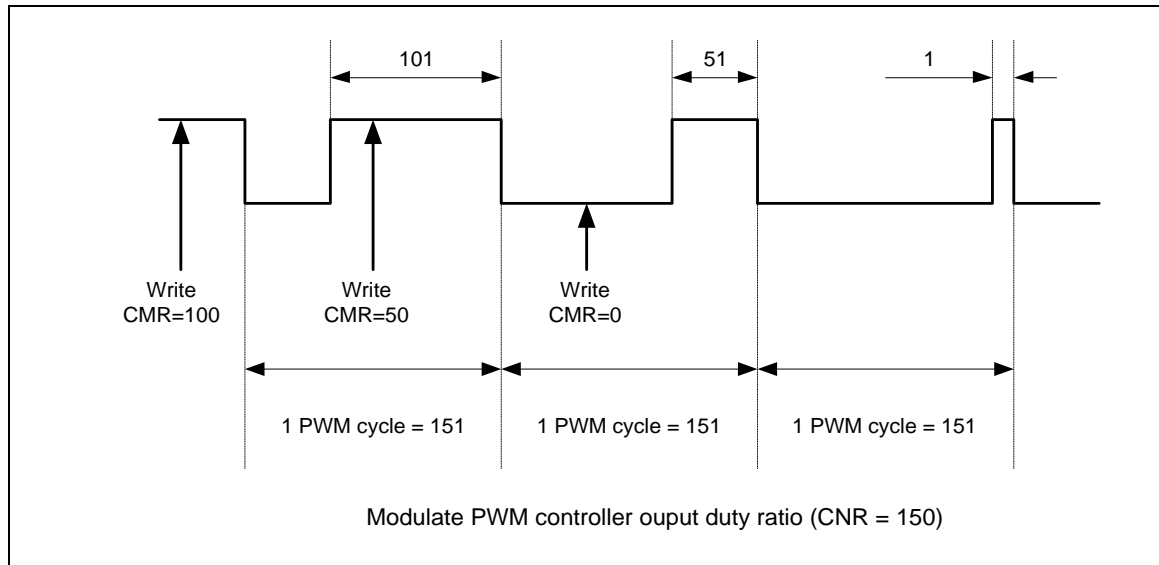 101
51
1
Write
CMR=100
Write
CMR=50
Write
CMR=0
1 PWM cycle = 151
1 PWM cycle = 151
1 PWM cycle = 151
Modulate PWM controller ouput duty ratio (CNR = 150)